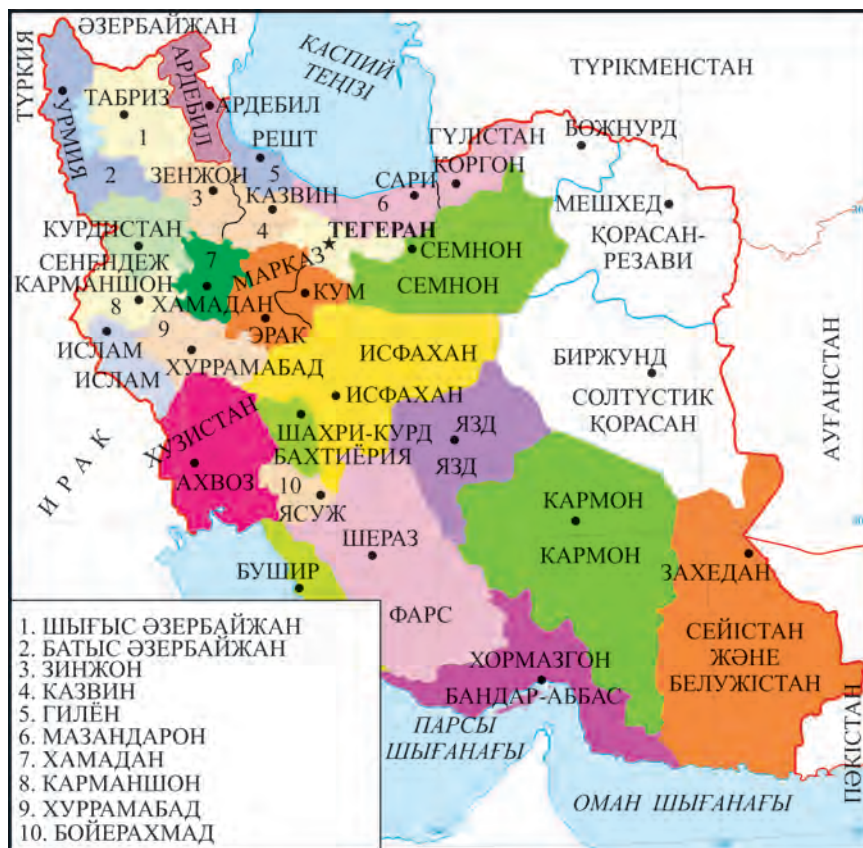 ӘЗЕРБАЙЖАН
ТҮРКИЯ
АРДЕБИЛ
КАСПИЙ
ТЕҢІЗІ
ТҮРІКМЕНСТАН
ТАБРИЗ
АРДЕБИЛ
1
УРМИЯ
РЕШТ
ГҮЛІСТАН
БОЖНУРД
2
ЗЕНЖОН
5
КОРГОН
3
КАЗВИН
САРИ
6
МЕШХЕД
КУРДИСТАН
4
ТЕГЕРАН
ҚОРАСАН-
РЕЗАВИ
СЕНЕНДЕЖ
7
МАРКАЗ
СЕМНОН
КАРМАНШОН
ХАМАДАН
КУМ
СЕМНОН
8
ЭРАК
9
ИСЛАМ
ХУРРАМАБАД
ИСФАХАН
БИРЖУНД
ИСЛАМ
ИСФАХАН
СОЛТҮСТИК
ҚОРАСАН
АУҒАНСТАН
ХУЗИСТАН
ШАХРИ-КУРД
ЯЗД
БАХТИЁРИЯ
ЯЗД
ИРАК
АХВОЗ
10
ЯСУЖ
КАРМОН
ШЕРАЗ
КАРМОН
ЗАХЕДАН
БУШИР
ФАРС
СЕЙІСТАН
ЖӘНЕ
БЕЛУЖІСТАН
ХОРМАЗГОН
БАНДАР-АББАС
ПӘКІСТАН
ПАРСЫ
ШЫҒАНАҒЫ
ОМАН ШЫҒАНАҒЫ
1. ШЫҒЫС ӘЗЕРБАЙЖАН
2. БАТЫС ӘЗЕРБАЙЖАН
3. ЗИНЖОН
4. КАЗВИН
5. ГИЛЁН
6. МАЗАНДАРОН
7. ХАМАДАН
8. КАРМАНШОН
9. ХУРРАМАБАД
10. БОЙЕРАХМАД